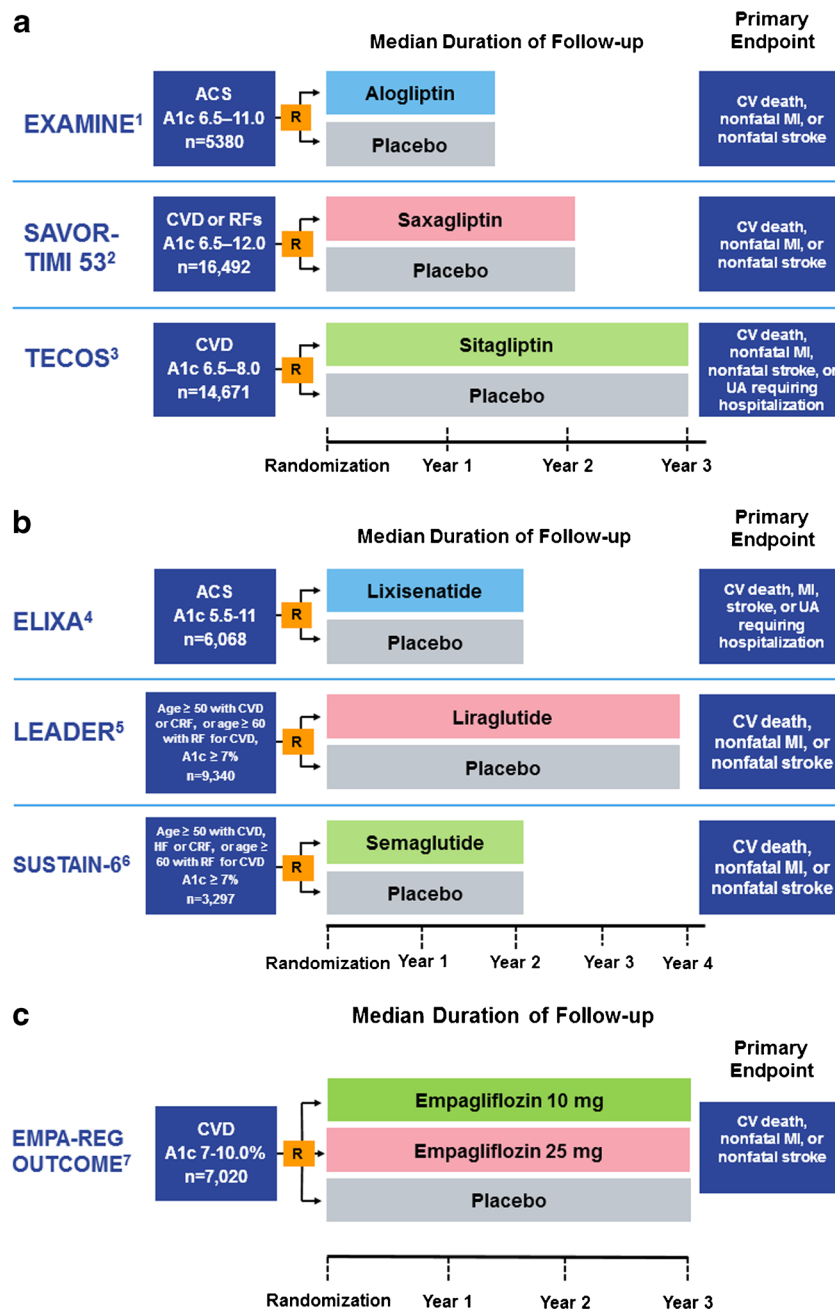 a
Median Duration of Follow-up
Primary
Endpoint
EXAMINE1
ACS
A1c 6.5–11.0
n=5380
R
Alogliptin
Placebo
CV death,
nonfatal MI, or
nonfatal stroke
SAVOR-
TIMI 532
CVD or RFs
A1c 6.5–12.0
n=16,492
R
Saxagliptin
Placebo
CV death,
nonfatal MI, or
nonfatal stroke
TECOS3
CVD
A1c 6.5–8.0
n=14,671
R
Sitagliptin
Placebo
CV death,
nonfatal MI,
nonfatal stroke, or
UA requiring
hospitalization
Randomization Year 1 Year 2 Year 3
b
Median Duration of Follow-up
Primary
Endpoint
ELIXA4
ACS
A1c 5.5-11
n=6,068
R
Lixisenatide
Placebo
CV death, MI,
stroke, or UA
requiring
hospitalization
LEADER5
Age ≥ 50 with CVD
or CRF, or age ≥ 60
with RF for CVD,
A1c ≥ 7%
n=9,340
R
Liraglutide
Placebo
CV death,
nonfatal MI, or
nonfatal stroke
SUSTAIN-66
Age ≥ 50 with CVD,
HF or CRF, or age ≥
60 with RF for CVD
A1c ≥ 7%
n=3,297
R
Semaglutide
Placebo
CV death,
nonfatal MI, or
nonfatal stroke
Randomization Year 1 Year 2 Year 3 Year 4
c
Median Duration of Follow-up
Primary
Endpoint
EMPA-REG
OUTCOME7
CVD
A1c 7-10.0%
n=7,020
R
Empagliflozin 10 mg
Empagliflozin 25 mg
Placebo
CV death,
nonfatal MI, or
nonfatal stroke
Randomization Year 1 Year 2 Year 3